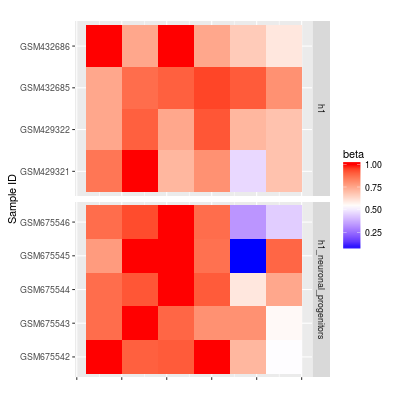 GSM432686
GSM432685
GSM429322
GSM429321
h1
GSM675546
GSM675545
GSM675544
GSM675543
GSM675542
h1_neuronal_progenitors
Sample ID
beta
1.00
0.75
0.50
0.25